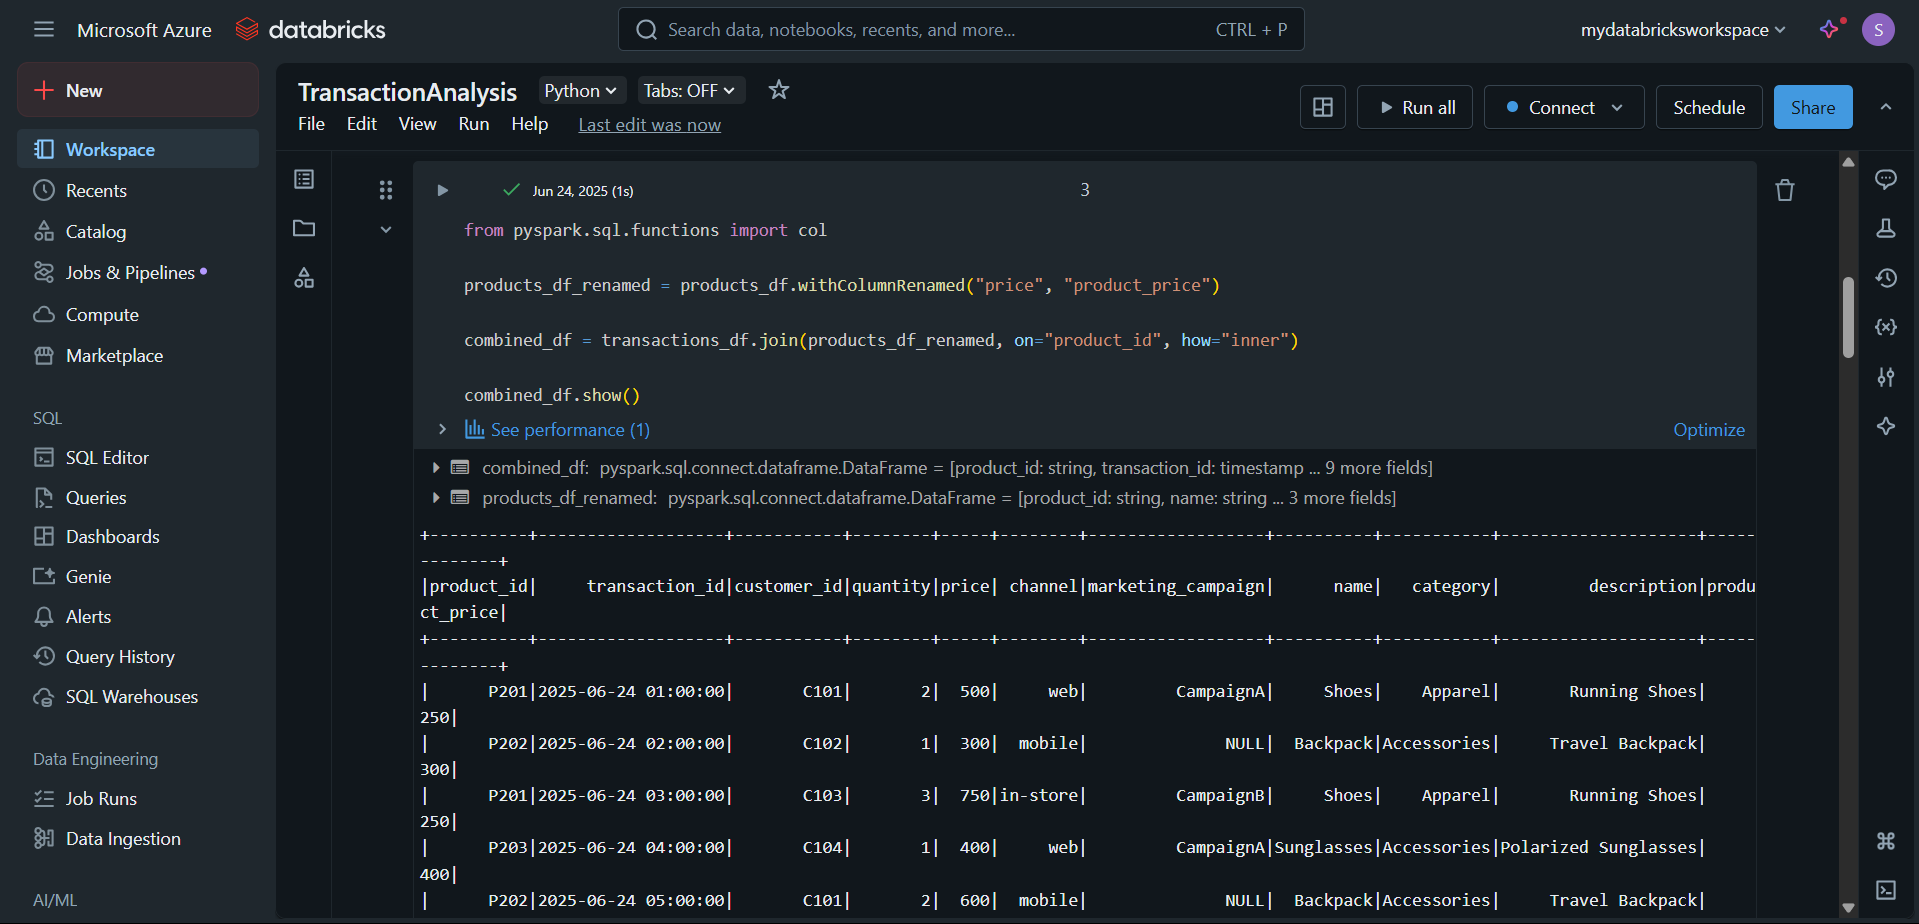 Microsoft Azure databricks
Search data, notebooks, recents, and more... CTRL + P
mydatabricksworkspace
S
New
Workspace
Recents
Catalog
Jobs & Pipelines
Compute
Marketplace
SQL
SQL Editor
Queries
Dashboards
Genie
Alerts
Query History
SQL Warehouses
Data Engineering
Job Runs
Data Ingestion
AI/ML
TransactionAnalysis Python Tabs: OFF
File Edit View Run Help Last edit was now
Run all Connect Schedule Share
Jun 24, 2025 (1s) 3
from pyspark.sql.functions import col
products_df_renamed = products_df.withColumnRenamed("price", "product_price")
combined_df = transactions_df.join(products_df_renamed, on="product_id", how="inner")
combined_df.show()
See performance (1) Optimize
combined_df: pyspark.sql.connect.dataframe.DataFrame = [product_id: string, transaction_id: timestamp ... 9 more fields]
products_df_renamed: pyspark.sql.connect.dataframe.DataFrame = [product_id: string, name: string ... 3 more fields]
+----------+-------------------+-----------+--------+-----+--------+------------------+----------+-----------+--------------------+-----
--------+
|product_id|     transaction_id|customer_id|quantity|price| channel|marketing_campaign|      name|   category|         description|produ
ct_price|
+----------+-------------------+-----------+--------+-----+--------+------------------+----------+-----------+--------------------+-----
--------+
|      P201|2025-06-24 01:00:00|       C101|       2|  500|     web|         CampaignA|     Shoes|    Apparel|       Running Shoes|
250|
|      P202|2025-06-24 02:00:00|       C102|       1|  300|  mobile|              NULL|  Backpack|Accessories|     Travel Backpack|
300|
|      P201|2025-06-24 03:00:00|       C103|       3|  750|in-store|         CampaignB|     Shoes|    Apparel|       Running Shoes|
250|
|      P203|2025-06-24 04:00:00|       C104|       1|  400|     web|         CampaignA|Sunglasses|Accessories|Polarized Sunglasses|
400|
|      P202|2025-06-24 05:00:00|       C101|       2|  600|  mobile|              NULL|  Backpack|Accessories|     Travel Backpack|